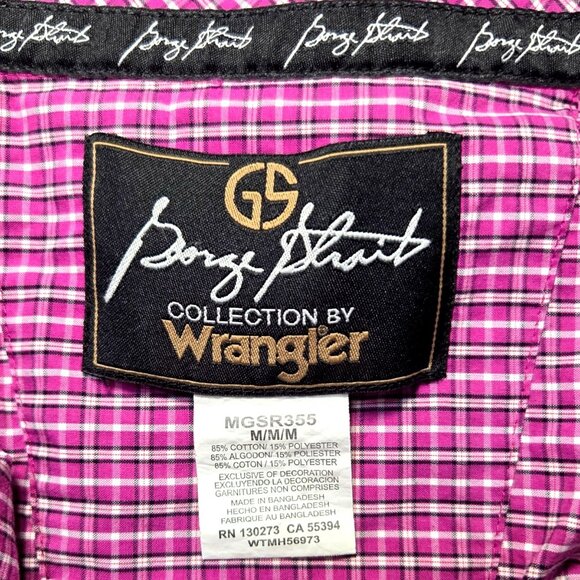 George Strait George Strait George Strait George Strait
GS
George Strait
COLLECTION BY
Wrangler®
MGSR355
M/M/M
85% COTTON/ 15% POLYESTER
85% ALGODON/ 15% POLIESTER
85% COTON / 15% POLYESTER
EXCLUSIVE OF DECORATION
EXCLUYENDO LA DECORACION
GARNITURES NON COMPRISES
MADE IN BANGLADESH
HECHO EN BANGLADESH
FABRIQUE AU BANGLADESH
RN 130273 CA 55394
WTMH56973